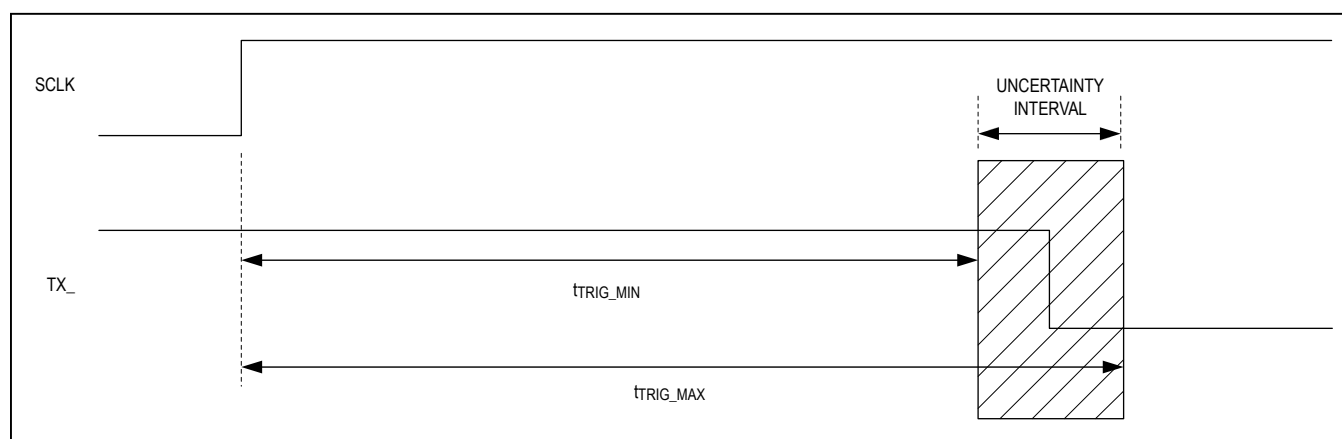 SCLK
UNCERTAINTY
INTERVAL
TX_
tTRIG_MIN
tTRIG_MAX